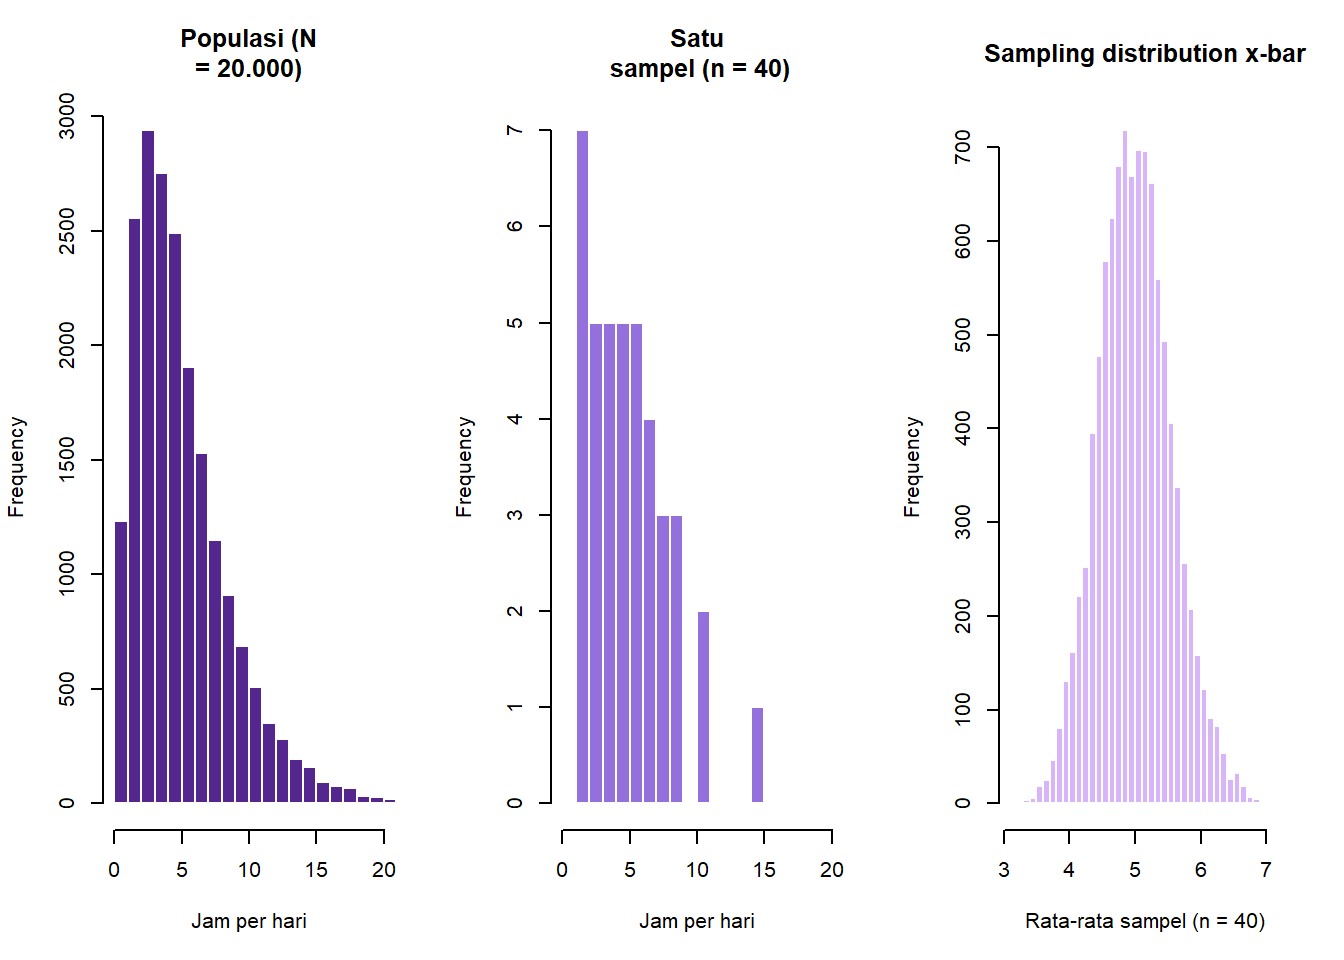 Populasi (N
= 20.000)
Frequency
3000
2500
2000
1500
1000
500
0
0 5 10 15 20
Jam per hari
Satu
sampel (n = 40)
Frequency
7
6
5
4
3
2
1
0
0 5 10 15 20
Jam per hari
Sampling distribution x-bar
Frequency
700
600
500
400
300
200
100
0
3 4 5 6 7
Rata-rata sampel (n = 40)